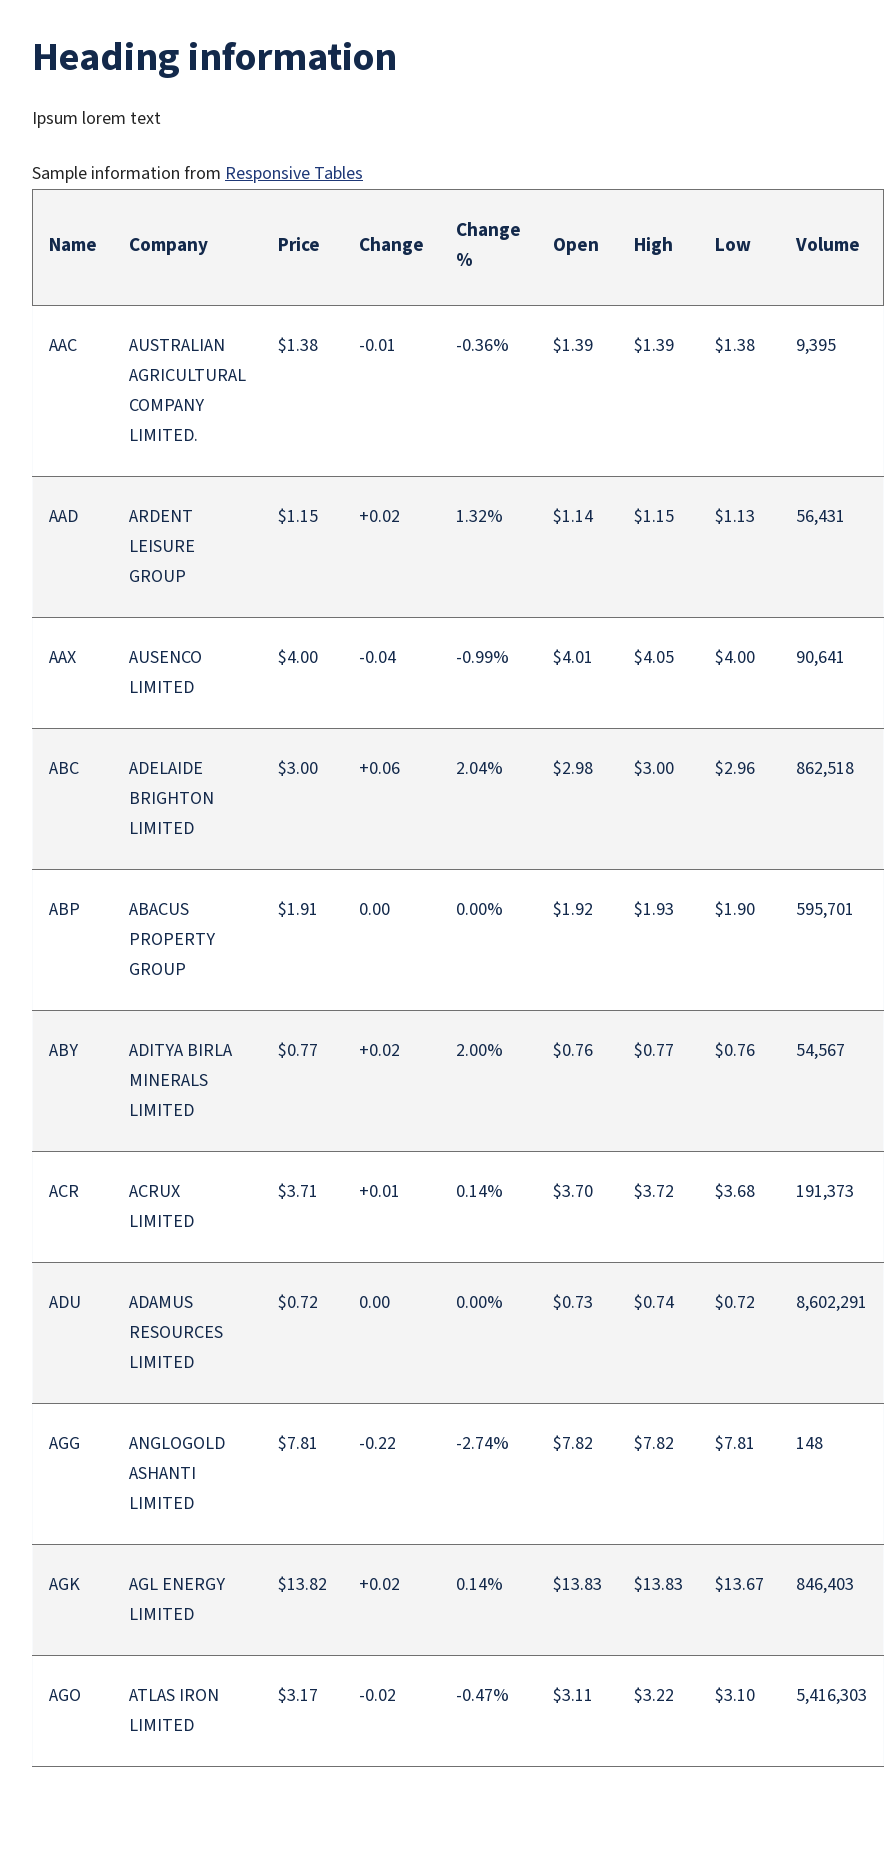 Heading information
Ipsum lorem text
Sample information from Responsive Tables
Name Company Price Change Change % Open High Low Volume
AAC AUSTRALIAN AGRICULTURAL COMPANY LIMITED. $1.38 -0.01 -0.36% $1.39 $1.39 $1.38 9,395
AAD ARDENT LEISURE GROUP $1.15 +0.02 1.32% $1.14 $1.15 $1.13 56,431
AAX AUSENCO LIMITED $4.00 -0.04 -0.99% $4.01 $4.05 $4.00 90,641
ABC ADELAIDE BRIGHTON LIMITED $3.00 +0.06 2.04% $2.98 $3.00 $2.96 862,518
ABP ABACUS PROPERTY GROUP $1.91 0.00 0.00% $1.92 $1.93 $1.90 595,701
ABY ADITYA BIRLA MINERALS LIMITED $0.77 +0.02 2.00% $0.76 $0.77 $0.76 54,567
ACR ACRUX LIMITED $3.71 +0.01 0.14% $3.70 $3.72 $3.68 191,373
ADU ADAMUS RESOURCES LIMITED $0.72 0.00 0.00% $0.73 $0.74 $0.72 8,602,291
AGG ANGLOGOLD ASHANTI LIMITED $7.81 -0.22 -2.74% $7.82 $7.82 $7.81 148
AGK AGL ENERGY LIMITED $13.82 +0.02 0.14% $13.83 $13.83 $13.67 846,403
AGO ATLAS IRON LIMITED $3.17 -0.02 -0.47% $3.11 $3.22 $3.10 5,416,303